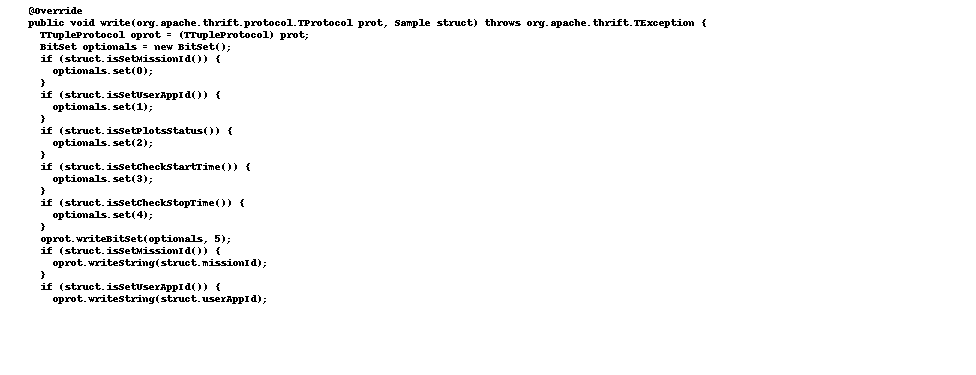 @Override
public void write(org.apache.thrift.protocol.TProtocol prot, Sample struct) throws org.apache.thrift.TException {
  TTupleProtocol oprot = (TTupleProtocol) prot;
  BitSet optionals = new BitSet();
  if (struct.isSetMissionId()) {
    optionals.set(0);
  }
  if (struct.isSetUserAppId()) {
    optionals.set(1);
  }
  if (struct.isSetPlotsStatus()) {
    optionals.set(2);
  }
  if (struct.isSetCheckStartTime()) {
    optionals.set(3);
  }
  if (struct.isSetCheckStopTime()) {
    optionals.set(4);
  }
  oprot.writeBitSet(optionals, 5);
  if (struct.isSetMissionId()) {
    oprot.writeString(struct.missionId);
  }
  if (struct.isSetUserAppId()) {
    oprot.writeString(struct.userAppId);